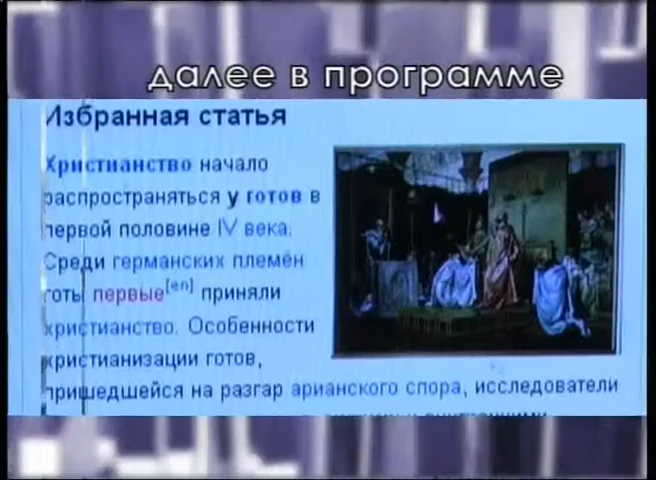 далее в программе
Избранная статья
Христианство начало
распространяться у готов в
первой половине IV века.
Среди германских племён
готы первые[en] приняли
христианство. Особенности
христианизации готов,
пришедшейся на разгар арианского спора, исследователи